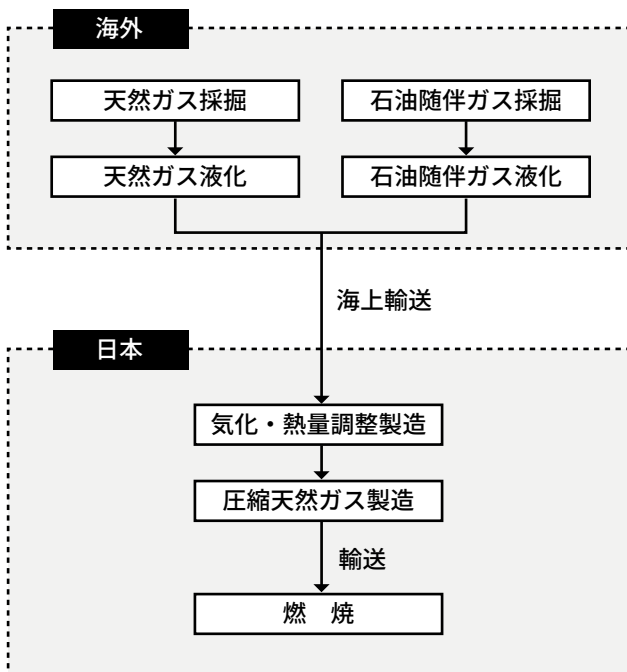 海外
天然ガス採掘
石油随伴ガス採掘
天然ガス液化
石油随伴ガス液化
海上輸送
日本
気化・熱量調整製造
圧縮天然ガス製造
輸送
燃　焼